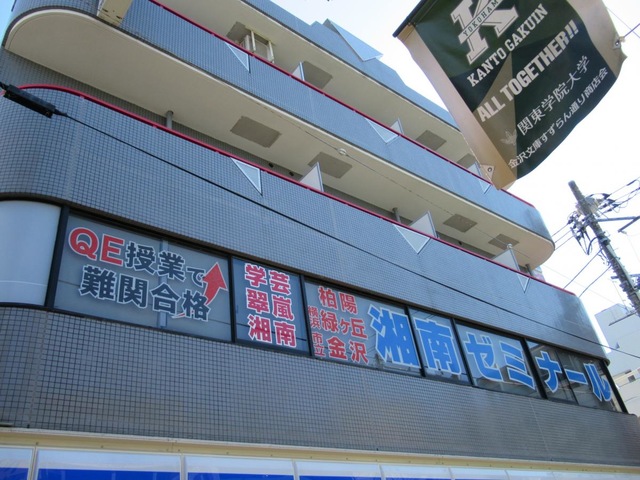 K
YOKOHAMA
KANTO GAKUIN
ALL TOGETHER!!
関東学院大学
金沢文庫すずらん通り商店会
QE授業で
難関合格
学芸
翠嵐
湘南
柏陽
緑ヶ丘
横浜市立金沢
湘南ゼミナール